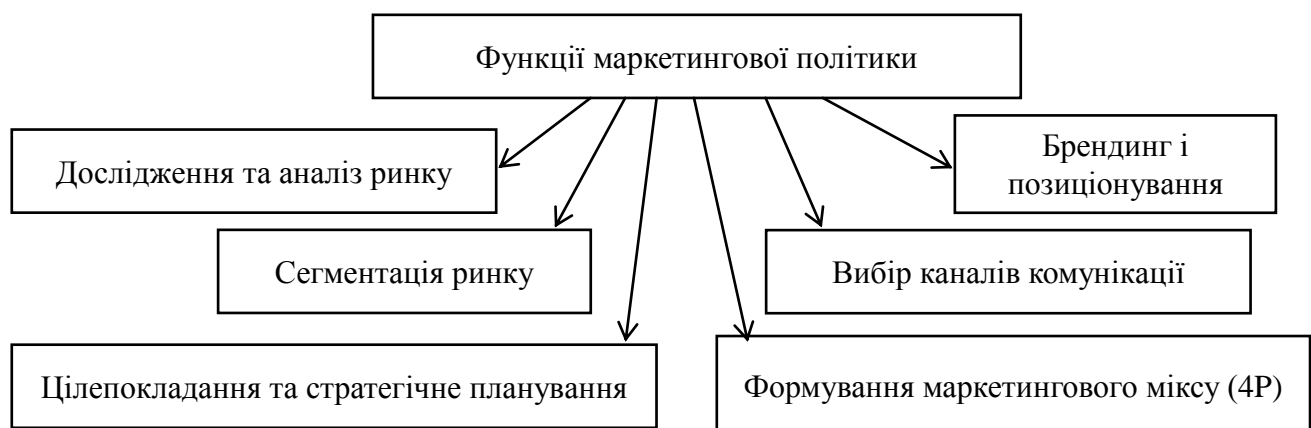 Функції маркетингової політики
Дослідження та аналіз ринку
Брендинг і
позиціонування
Сегментація ринку
Вибір каналів комунікації
Цілепокладання та стратегічне планування
Формування маркетингового міксу (4Р)